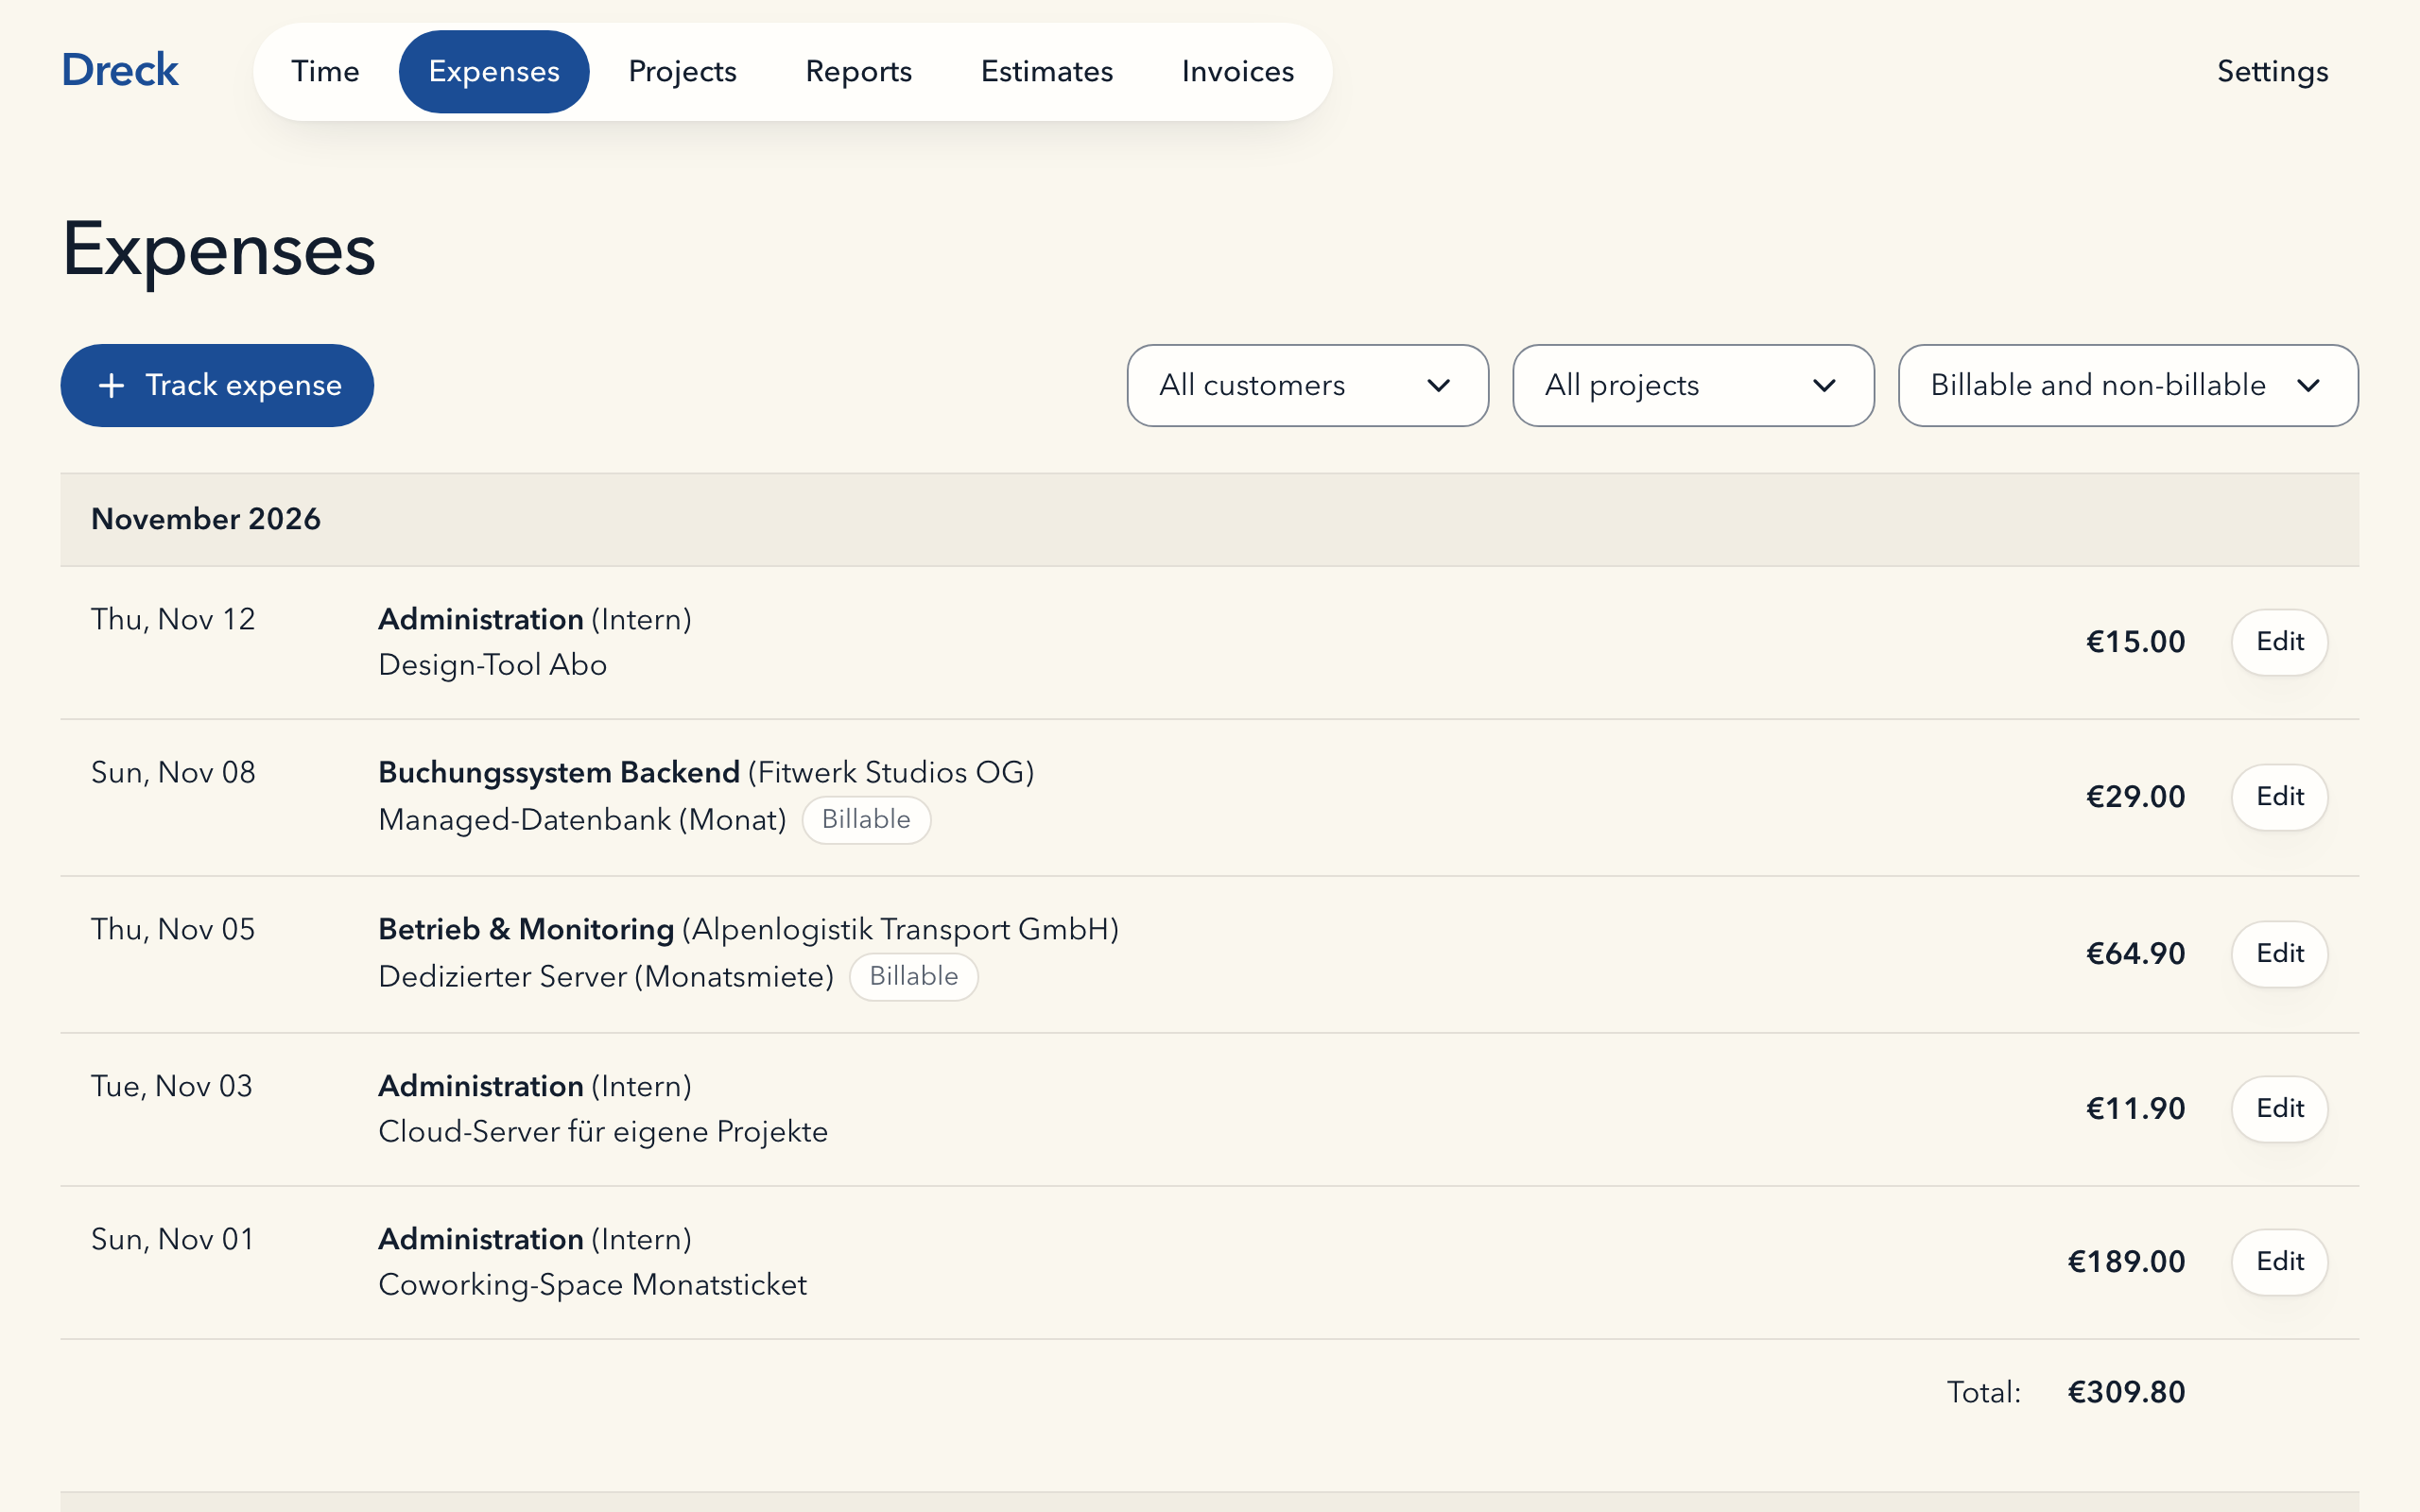 Dreck
Time Expenses Projects Reports Estimates Invoices
Settings
Expenses
+ Track expense
All customers
All projects
Billable and non-billable
November 2026
Thu, Nov 12
Administration (Intern)
Design-Tool Abo
€15.00
Edit
Sun, Nov 08
Buchungssystem Backend (Fitwerk Studios OG)
Managed-Datenbank (Monat) Billable
€29.00
Edit
Thu, Nov 05
Betrieb & Monitoring (Alpenlogistik Transport GmbH)
Dedizierter Server (Monatsmiete) Billable
€64.90
Edit
Tue, Nov 03
Administration (Intern)
Cloud-Server für eigene Projekte
€11.90
Edit
Sun, Nov 01
Administration (Intern)
Coworking-Space Monatsticket
€189.00
Edit
Total: €309.80